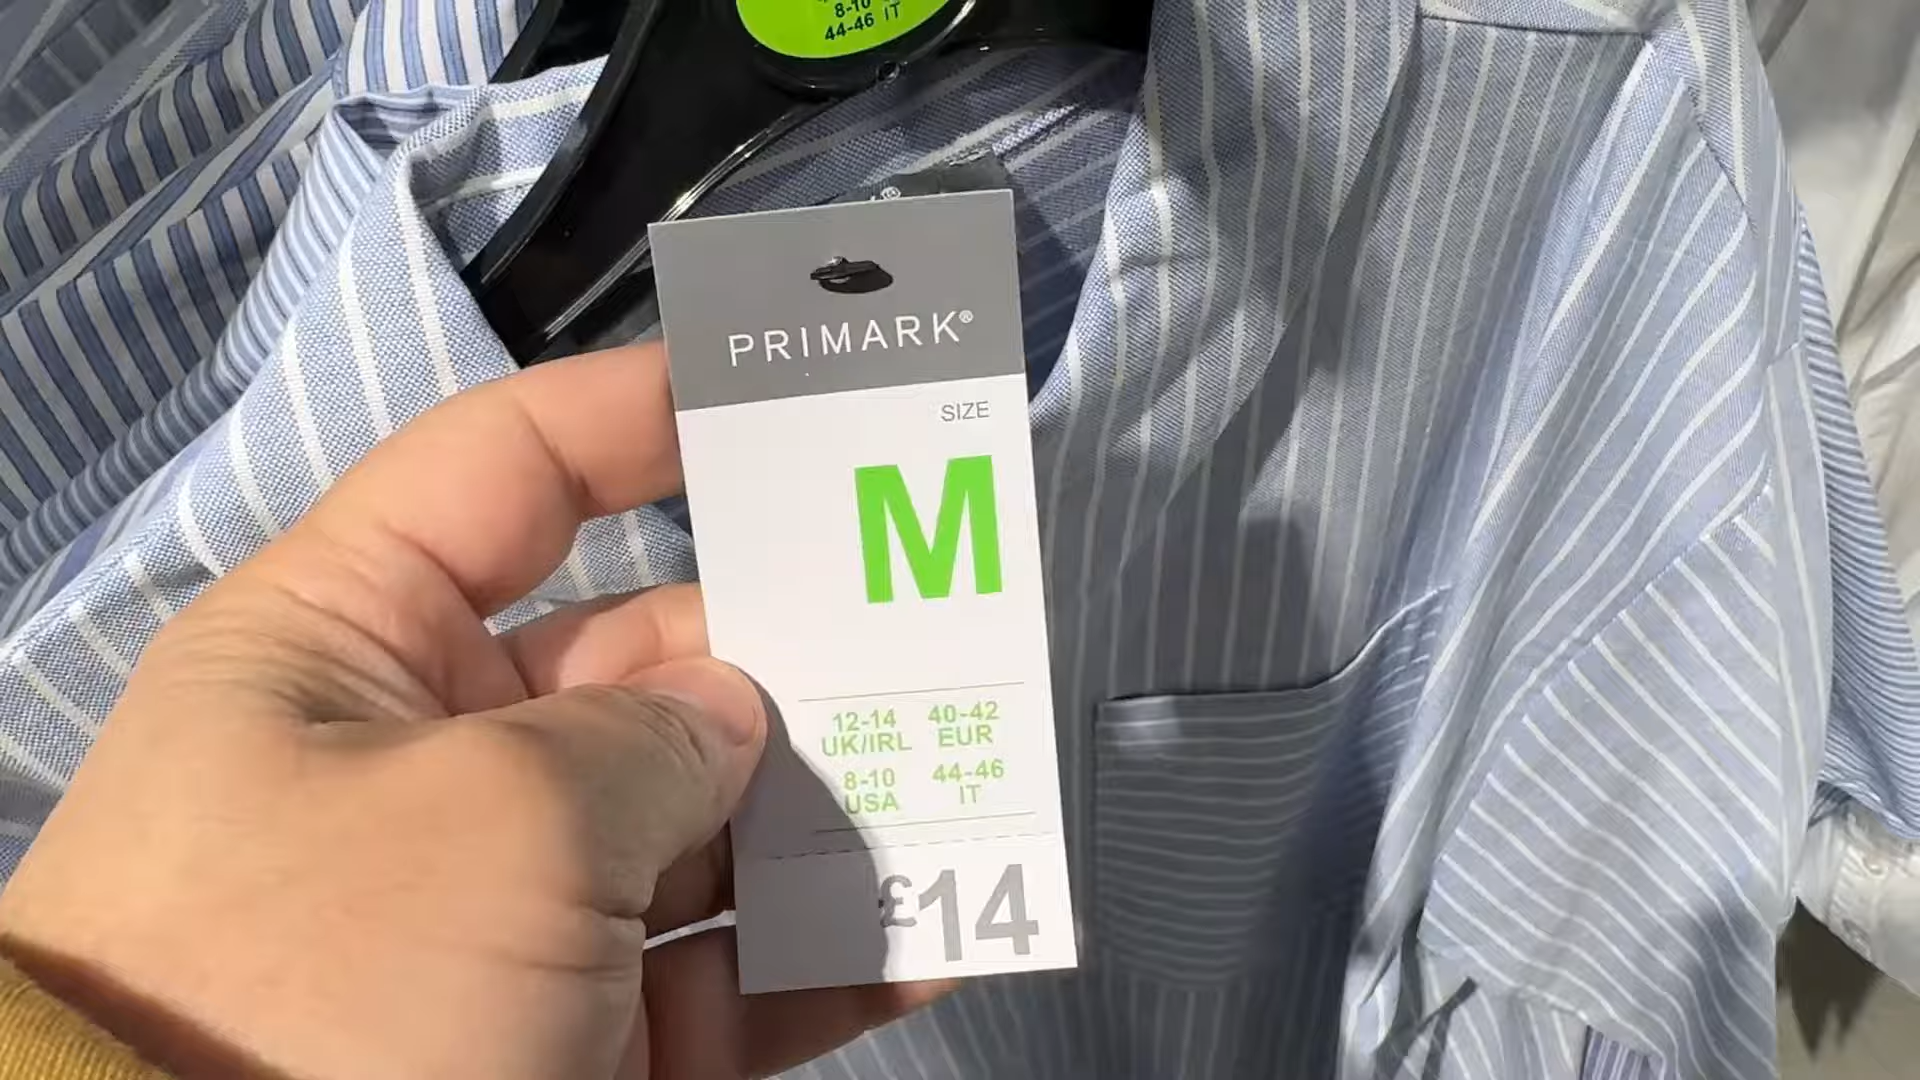 8-10
44-46 IT
PRIMARK®
SIZE
M
12-14 40-42
UK/IRL EUR
8-10 44-46
USA IT
£14